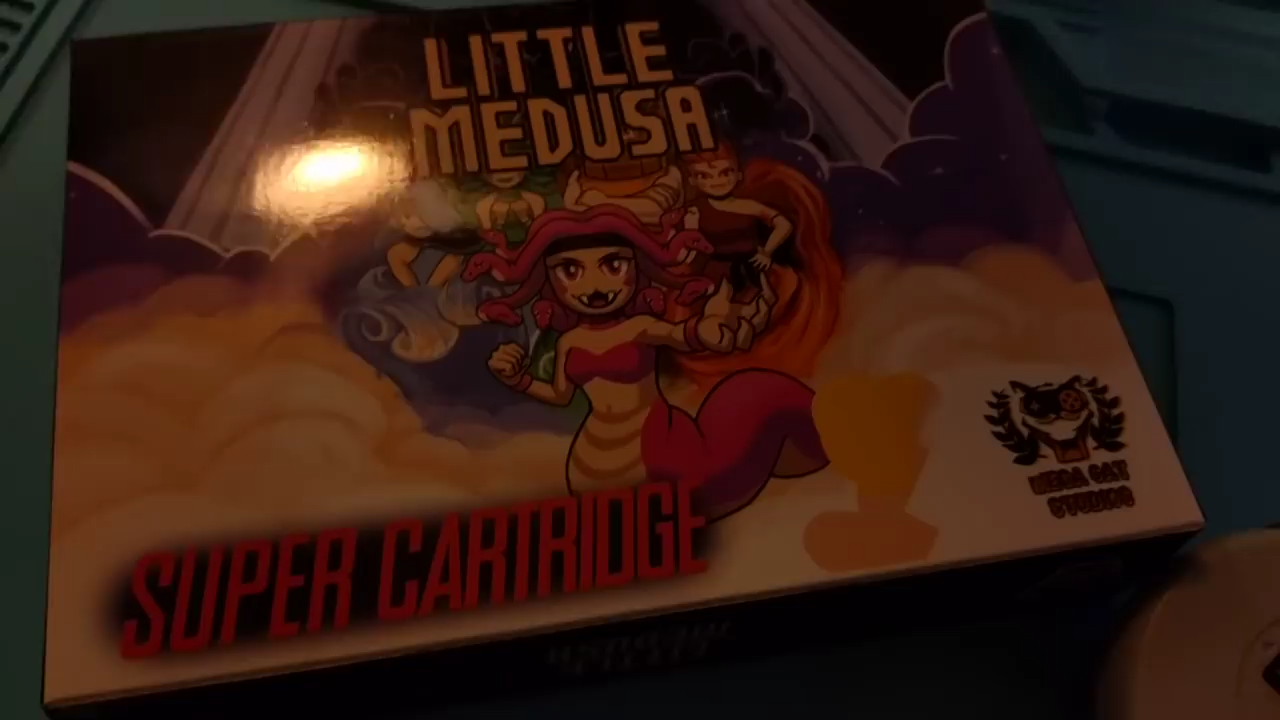 LITTLE
MEDUSA
SUPER CARTRIDGE
MEGA CAT
STUDIOS